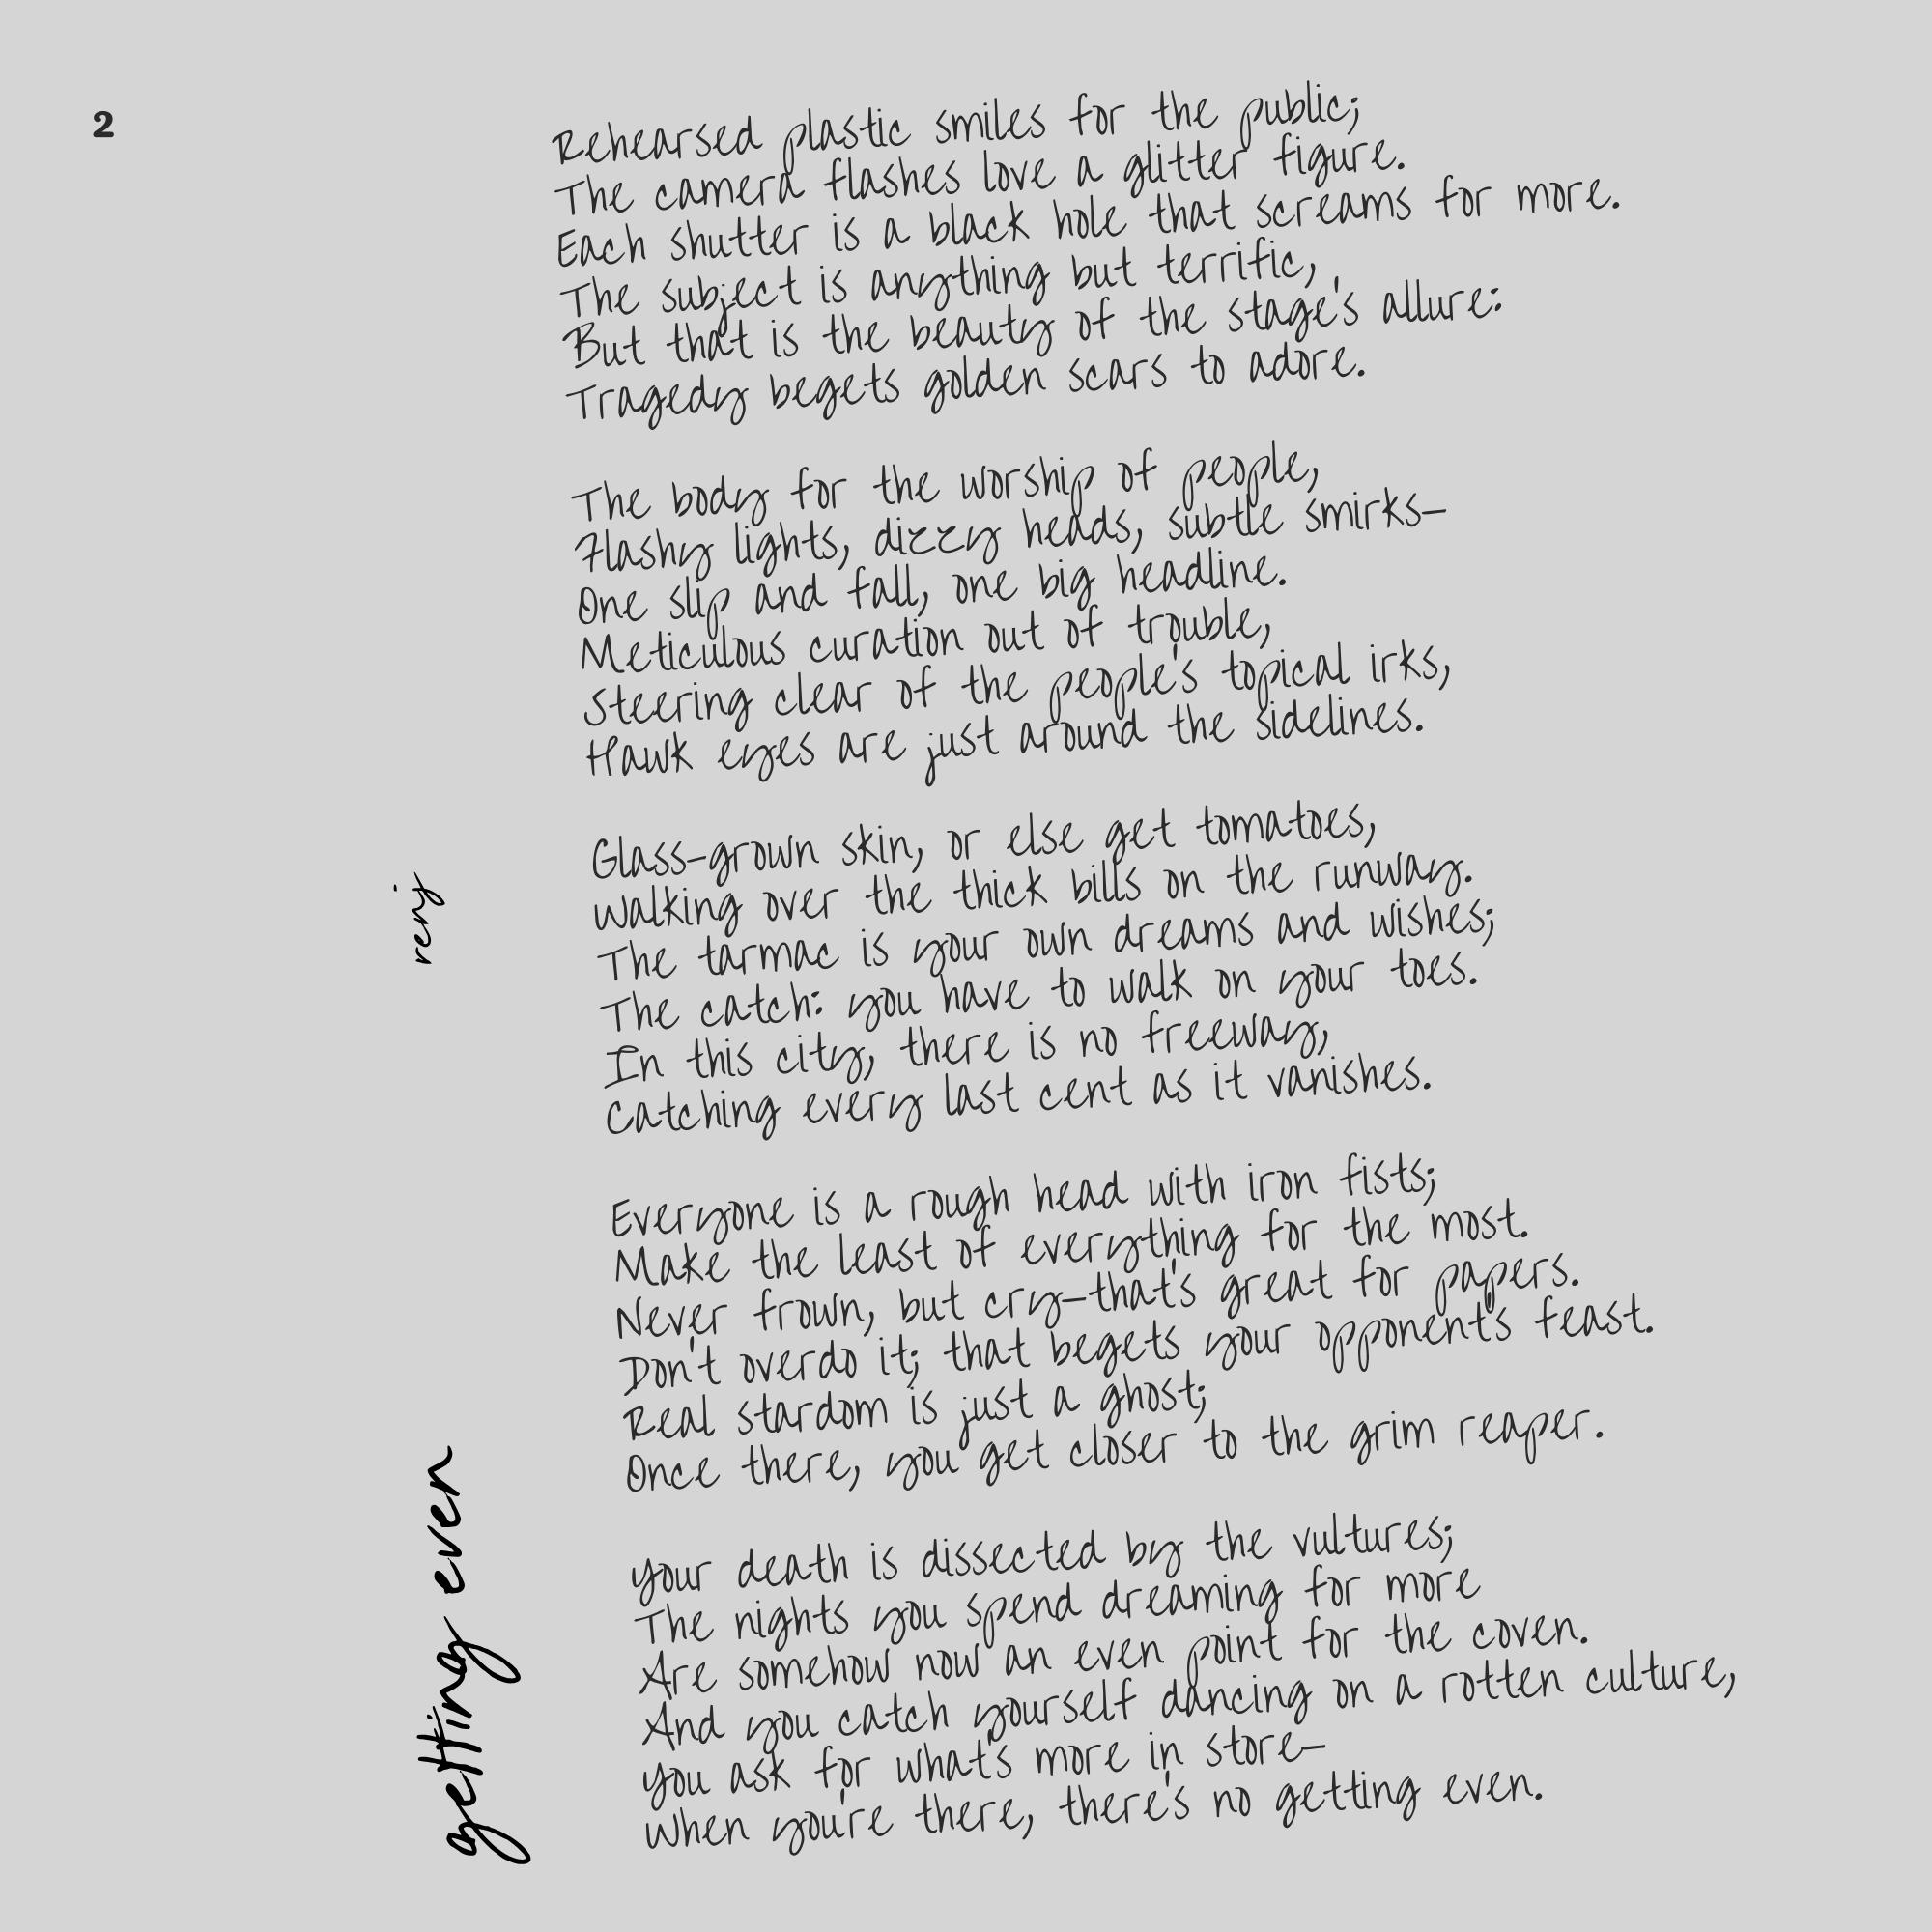 2
Rehearsed plastic smiles for the public;
The camera flashes love a glitter figure.
Each shutter is a black hole that screams for more.
The subject is anything but terrific,
But that is the beauty of the stage's allure:
Tragedy begets golden scars to adore.
The body for the worship of people,
Flashy lights, dizzy heads, subtle smirks—
One slip and fall, one big headline.
Meticulous curation out of trouble,
Steering clear of the people's topical irks,
Hawk eyes are just around the sidelines.
Glass-grown skin, or else get tomatoes,
Walking over the thick bills on the runway.
The tarmac is your own dreams and wishes;
The catch: you have to walk on your toes.
In this city, there is no freeway,
Catching every last cent as it vanishes.
Everyone is a rough head with iron fists;
Make the least of everything for the most.
Never frown, but cry—that's great for papers.
Don't overdo it; that begets your opponent's feast.
Real stardom is just a ghost;
Once there, you get closer to the grim reaper.
Your death is dissected by the vultures;
The nights you spend dreaming for more
Are somehow now an even point for the coven.
And you catch yourself dancing on a rotten culture,
You ask for what's more in store—
When you're there, there's no getting even.
getting even
reij